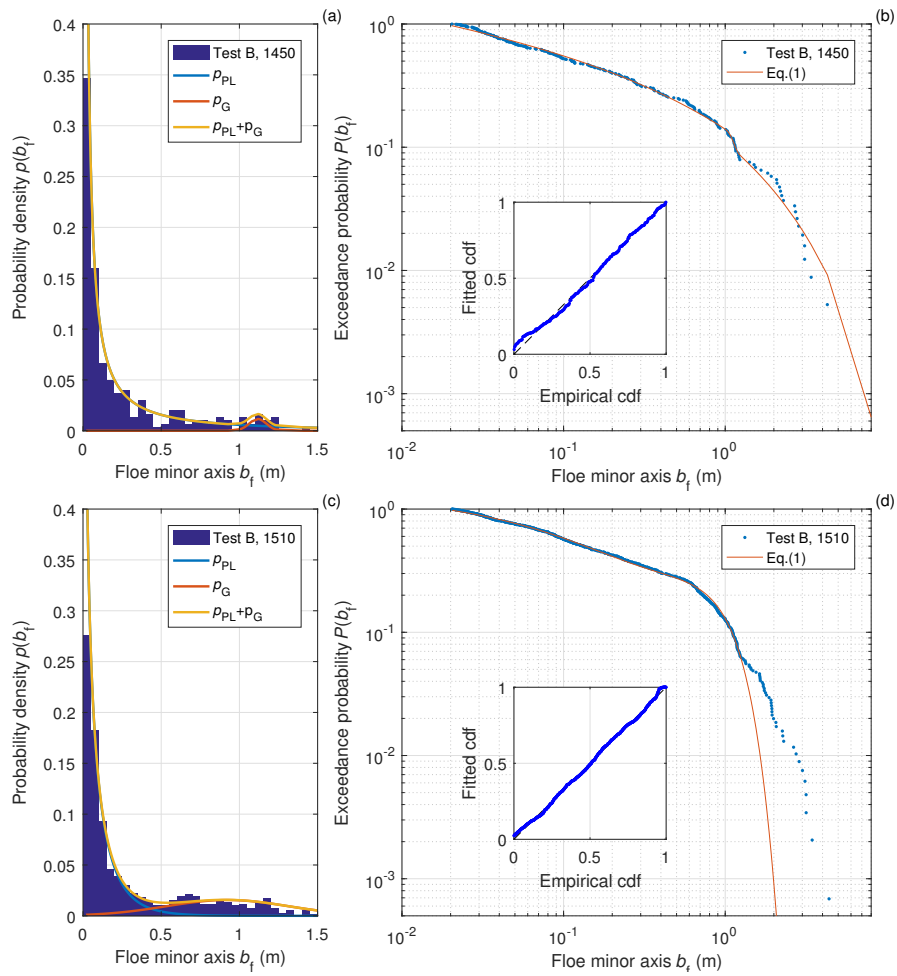 (a)
0.4
0.35
0.3
0.25
0.2
0.15
0.1
0.05
0
0
0.5
1
1.5
Probability density p(b_f)
Floe minor axis b_f (m)
Test B, 1450
p_PL
p_G
p_PL+p_G
(b)
10^0
10^-1
10^-2
10^-3
10^-2
10^-1
10^0
Exceedance probability P(b_f)
Floe minor axis b_f (m)
Test B, 1450
Eq.(1)
1
0.5
0
0
0.5
1
Fitted cdf
Empirical cdf
(c)
0.4
0.35
0.3
0.25
0.2
0.15
0.1
0.05
0
0
0.5
1
1.5
Probability density p(b_f)
Floe minor axis b_f (m)
Test B, 1510
p_PL
p_G
p_PL+p_G
(d)
10^0
10^-1
10^-2
10^-3
10^-2
10^-1
10^0
Exceedance probability P(b_f)
Floe minor axis b_f (m)
Test B, 1510
Eq.(1)
1
0.5
0
0
0.5
1
Fitted cdf
Empirical cdf